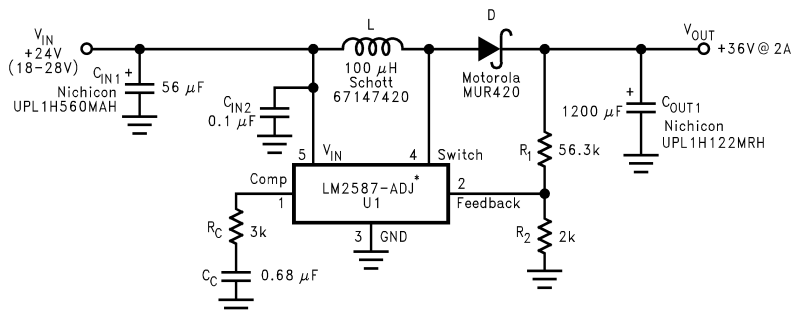 VIN
+24V
(18-28V)
CIN1
+
56 μF
Nichicon
UPL1H560MAH
CIN2
0.1 μF
L
100 μH
Schott
67147420
D
Motorola
MUR420
VOUT
+36V@2A
+
1200 μF
COUT1
Nichicon
UPL1H122MRH
R1
56.3k
5
VIN
4
Switch
Comp
1
LM2587-ADJ*
U1
2
Feedback
3
GND
RC
3k
CC
0.68 μF
R2
2k